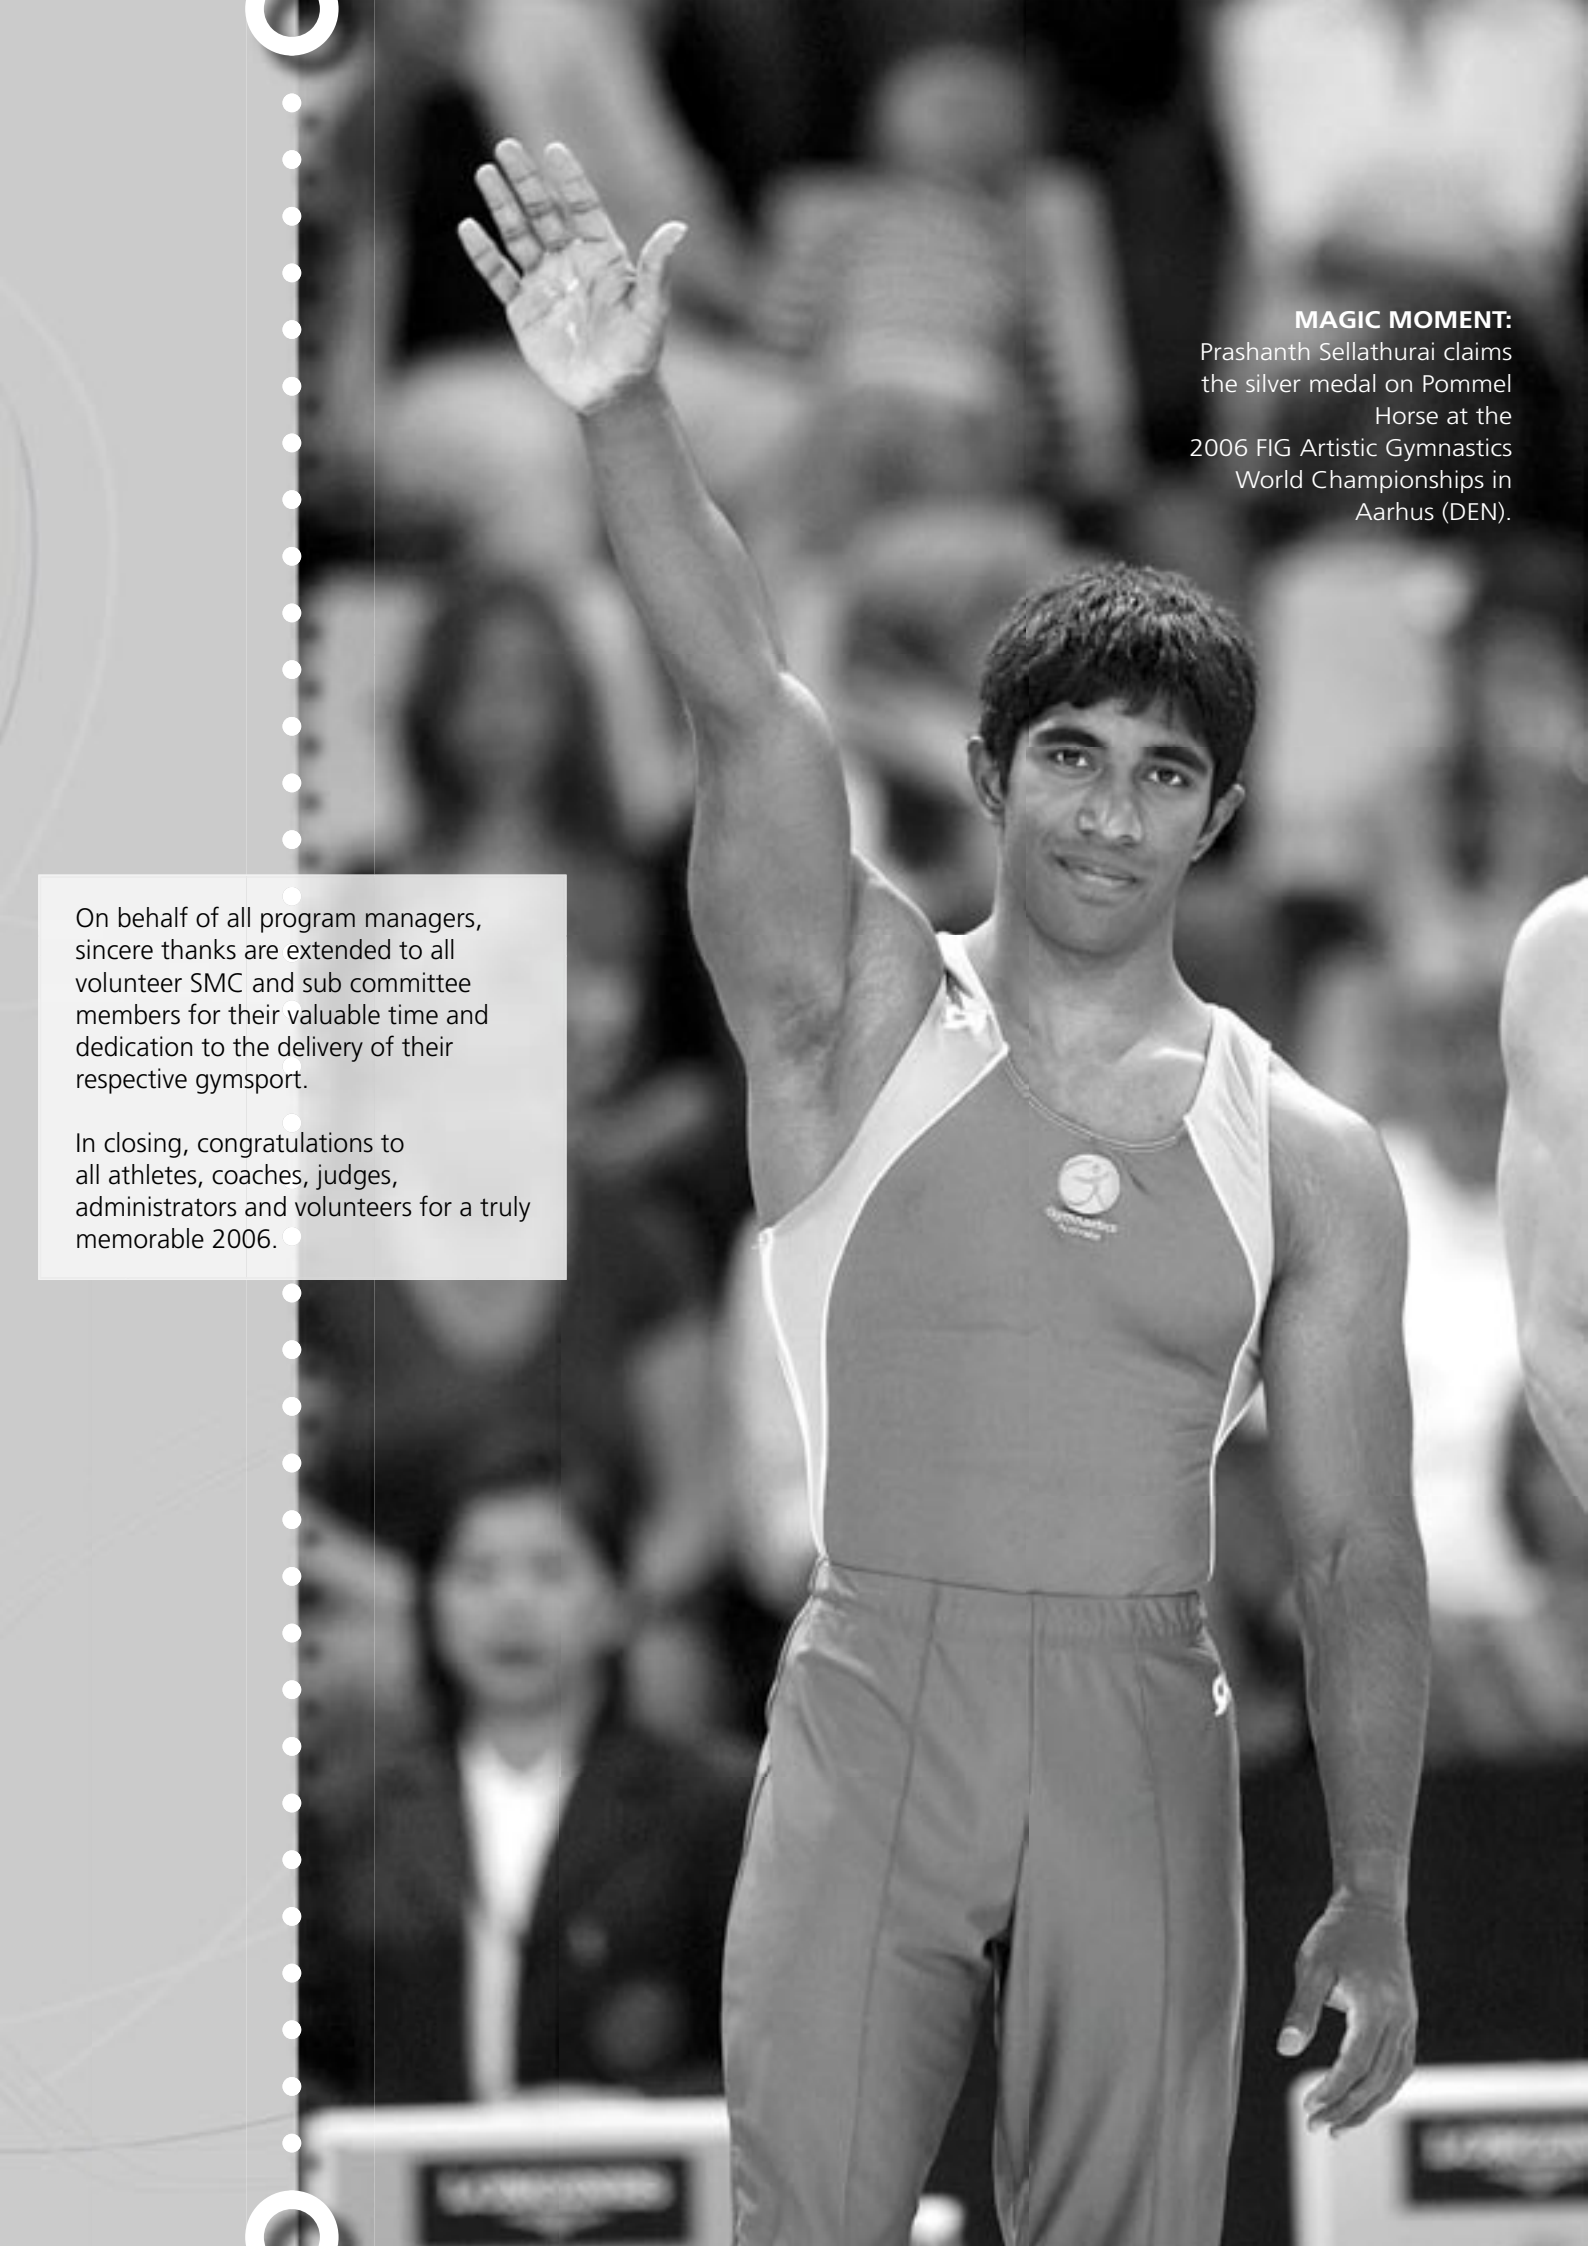 MAGIC MOMENT:
Prashanth Sellathurai claims
the silver medal on Pommel
Horse at the
2006 FIG Artistic Gymnastics
World Championships in
Aarhus (DEN).
On behalf of all program managers,
sincere thanks are extended to all
volunteer SMC and sub committee
members for their valuable time and
dedication to the delivery of their
respective gymsport.
In closing, congratulations to
all athletes, coaches, judges,
administrators and volunteers for a truly
memorable 2006.
gymnastics